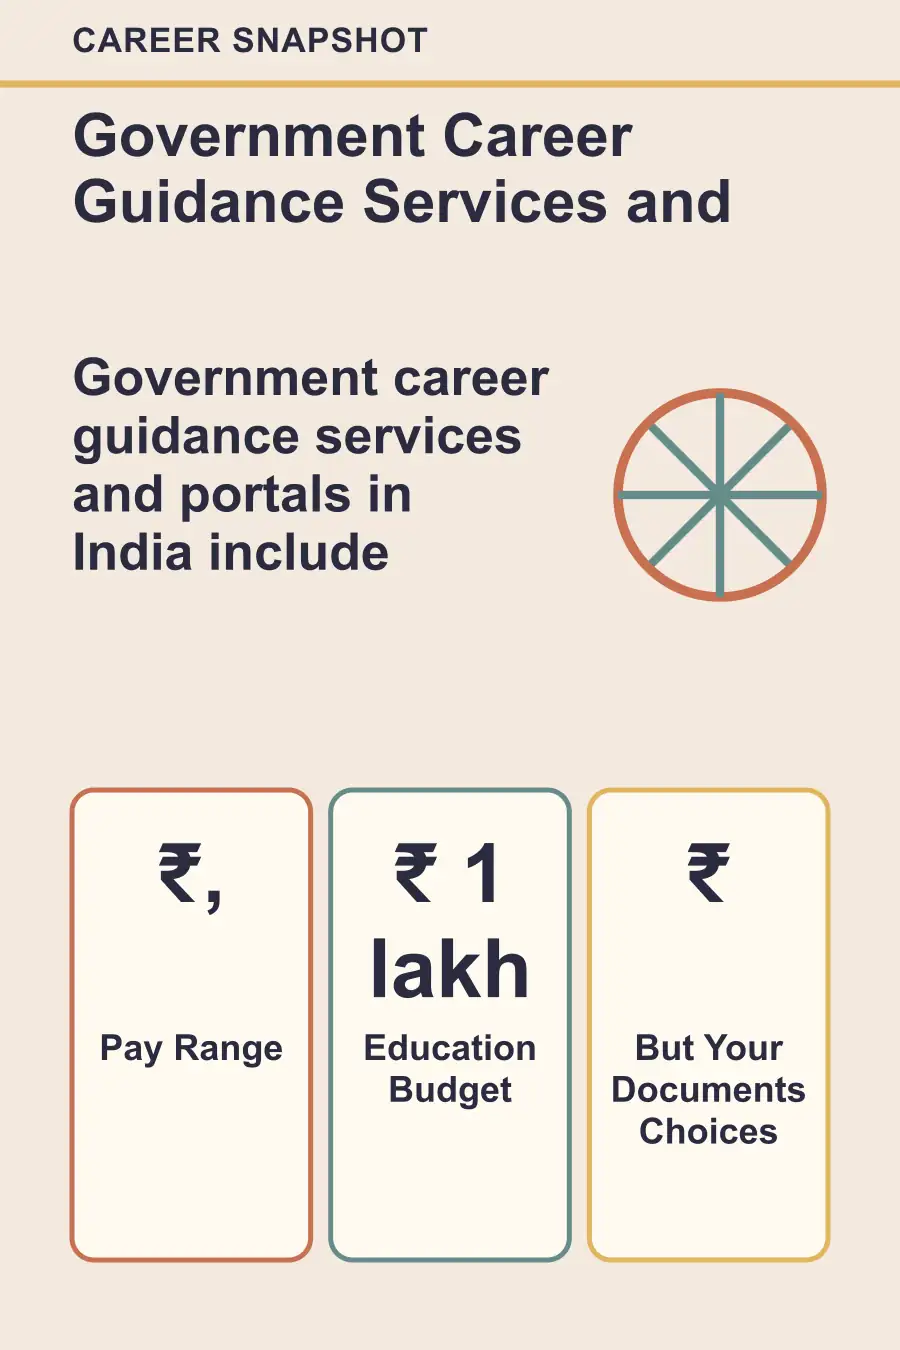 CAREER SNAPSHOT
Government Career
Guidance Services and
Government career
guidance services
and portals in
India include
₹,
Pay Range
₹ 1
lakh
Education
Budget
₹
But Your
Documents
Choices